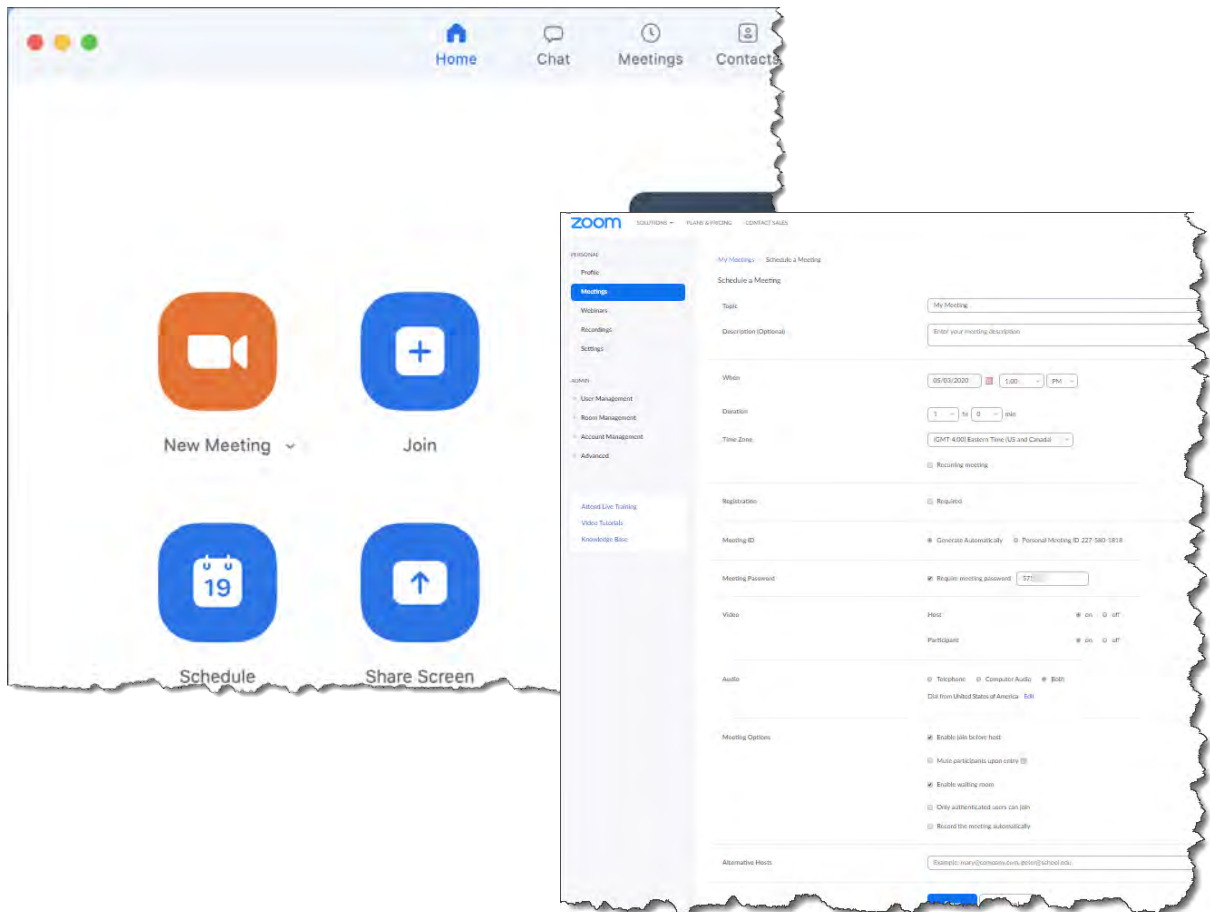 Home Chat Meetings Contacts
New Meeting Join
19
Schedule Share Screen
zoom SOLUTIONS PLANS & PRICING CONTACT SALES
PERSONAL
Profile
Meetings
Webinars
Recordings
Settings
ADMIN
User Management
Room Management
Account Management
Advanced
Attend Live Training
Video Tutorials
Knowledge Base
My Meetings Schedule a Meeting
Schedule a Meeting
Topic My Meeting
Description (Optional) Enter your meeting description
When 05/03/2020 1:00 PM
Duration 1 hr 0 min
Time Zone (GMT-4:00) Eastern Time (US and Canada)
Recurring meeting
Registration Required
Meeting ID Generate Automatically Personal Meeting ID 227-580-1818
Meeting Password Require meeting password 57
Video Host on off
Participant on off
Audio Telephone Computer Audio Both
Dial from United States of America Edit
Meeting Options Enable join before host
Mute participants upon entry
Enable waiting room
Only authenticated users can join
Record the meeting automatically
Alternative Hosts Example: